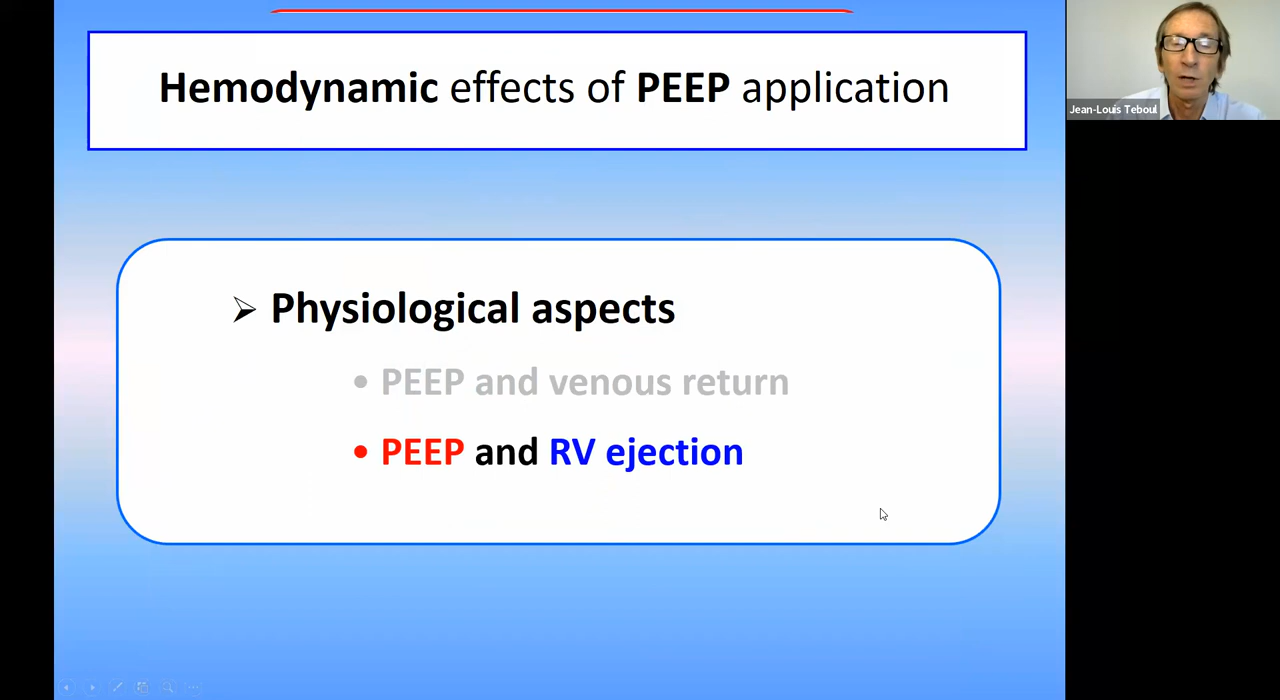 Hemodynamic effects of PEEP application
Jean-Louis Teboul
➢ Physiological aspects
• PEEP and venous return
• PEEP and RV ejection